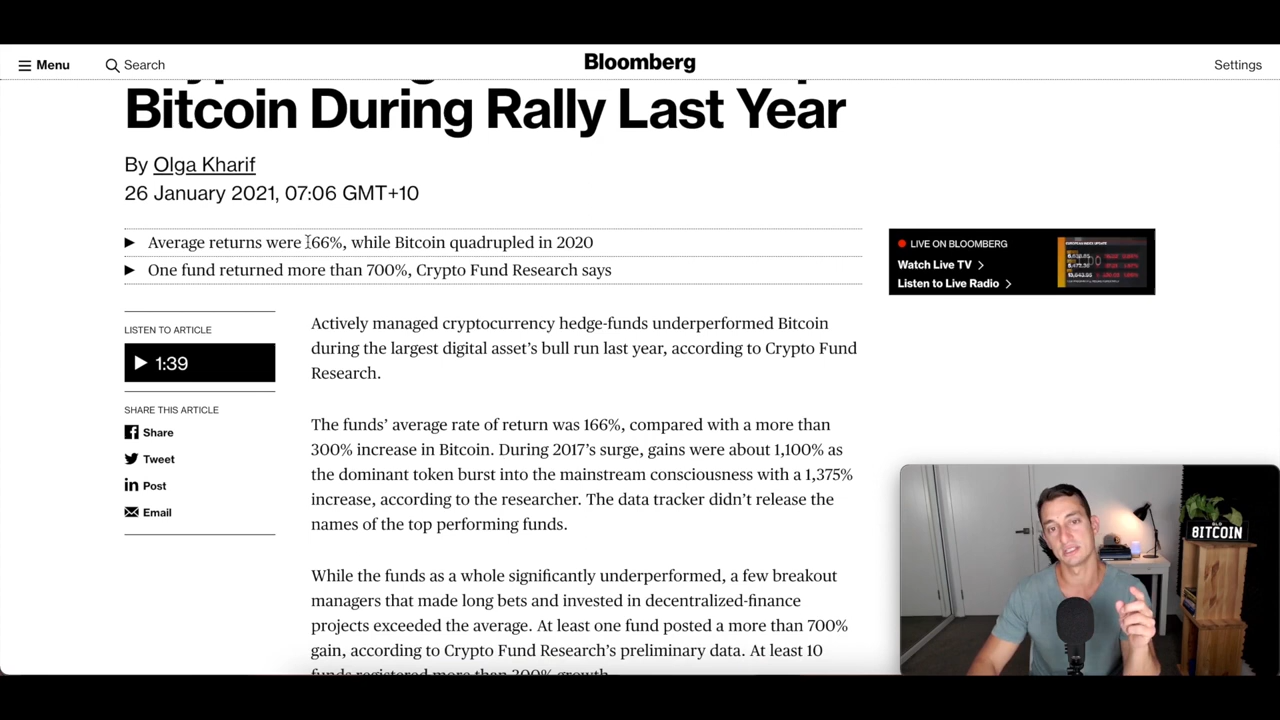 Menu
Search
Bloomberg
Settings
Bitcoin During Rally Last Year
By Olga Kharif
26 January 2021, 07:06 GMT+10
► Average returns were 166%, while Bitcoin quadrupled in 2020
► One fund returned more than 700%, Crypto Fund Research says
LIVE ON BLOOMBERG
Watch Live TV >
Listen to Live Radio >
LISTEN TO ARTICLE
1:39
SHARE THIS ARTICLE
Share
Tweet
Post
Email
Actively managed cryptocurrency hedge-funds underperformed Bitcoin
during the largest digital asset’s bull run last year, according to Crypto Fund
Research.
The funds’ average rate of return was 166%, compared with a more than
300% increase in Bitcoin. During 2017’s surge, gains were about 1,100% as
the dominant token burst into the mainstream consciousness with a 1,375%
increase, according to the researcher. The data tracker didn’t release the
names of the top performing funds.
While the funds as a whole significantly underperformed, a few breakout
managers that made long bets and invested in decentralized-finance
projects exceeded the average. At least one fund posted a more than 700%
gain, according to Crypto Fund Research’s preliminary data. At least 10
funds registered more than 200% growth.
BITCOIN